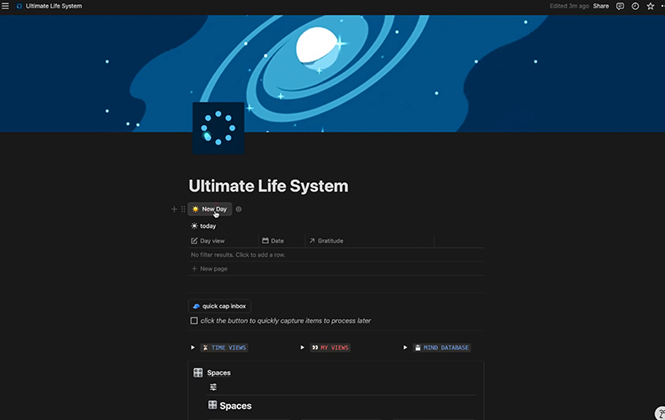 Ultimate Life System
Edited 3m ago Share
Ultimate Life System
New Day
today
Day view Date Gratitude
No filter results. Click to add a row.
New page
quick cap inbox
click the button to quickly capture items to process later
TIME VIEWS MY VIEWS MIND DATABASE
Spaces
Spaces